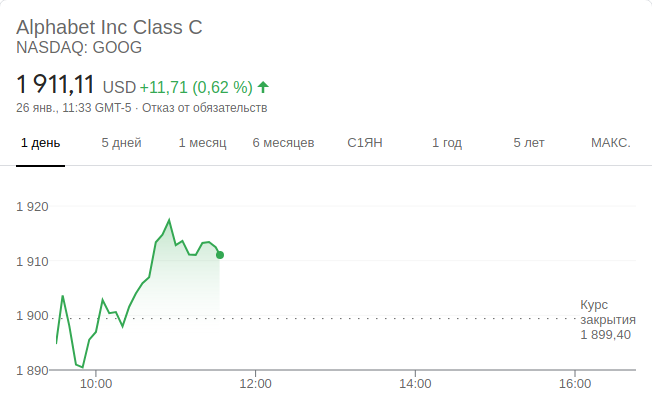 Alphabet Inc Class C
NASDAQ: GOOG
1 911,11 USD +11,71 (0,62 %)
26 янв., 11:33 GMT-5 · Отказ от обязательств
1 день 5 дней 1 месяц 6 месяцев С1ЯН 1 год 5 лет МАКС.
1 920
1 910
1 900
1 890
Курс
закрытия
1 899,40
10:00 12:00 14:00 16:00